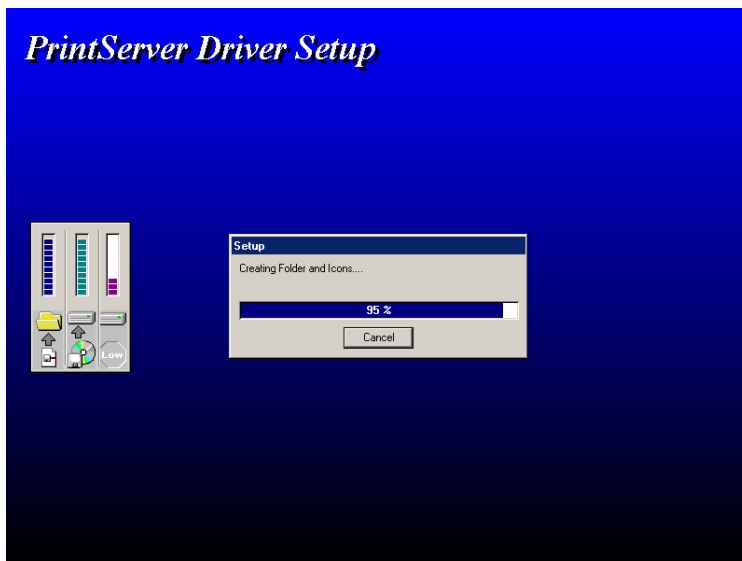 PrintServer Driver Setup
Setup
Creating Folder and Icons....
95 %
Cancel
Low